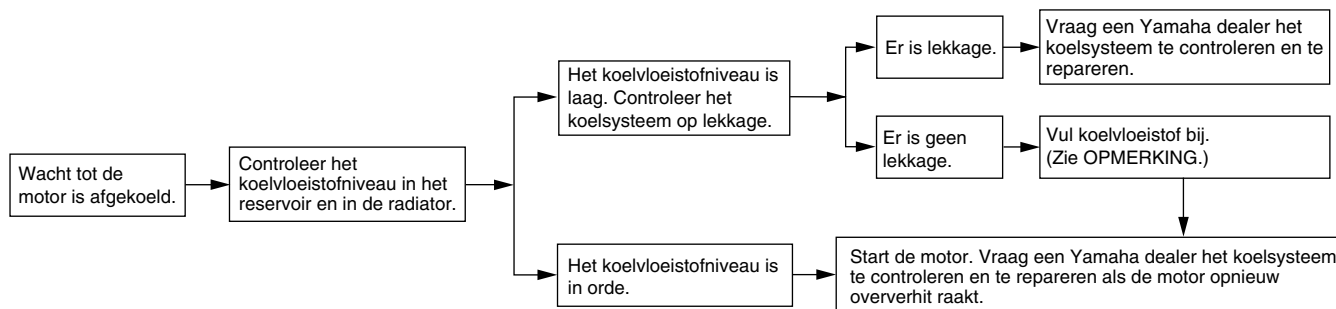 Wacht tot de
motor is afgekoeld.
Controleer het
koelvloeistofniveau in het
reservoir en in de radiator.
Het koelvloeistofniveau is
laag. Controleer het
koelsysteem op lekkage.
Er is lekkage.
Vraag een Yamaha dealer het
koelsysteem te controleren en te
repareren.
Er is geen
lekkage.
Vul koelvloeistof bij.
(Zie OPMERKING.)
Het koelvloeistofniveau is
in orde.
Start de motor. Vraag een Yamaha dealer het koelsysteem
te controleren en te repareren als de motor opnieuw
oververhit raakt.